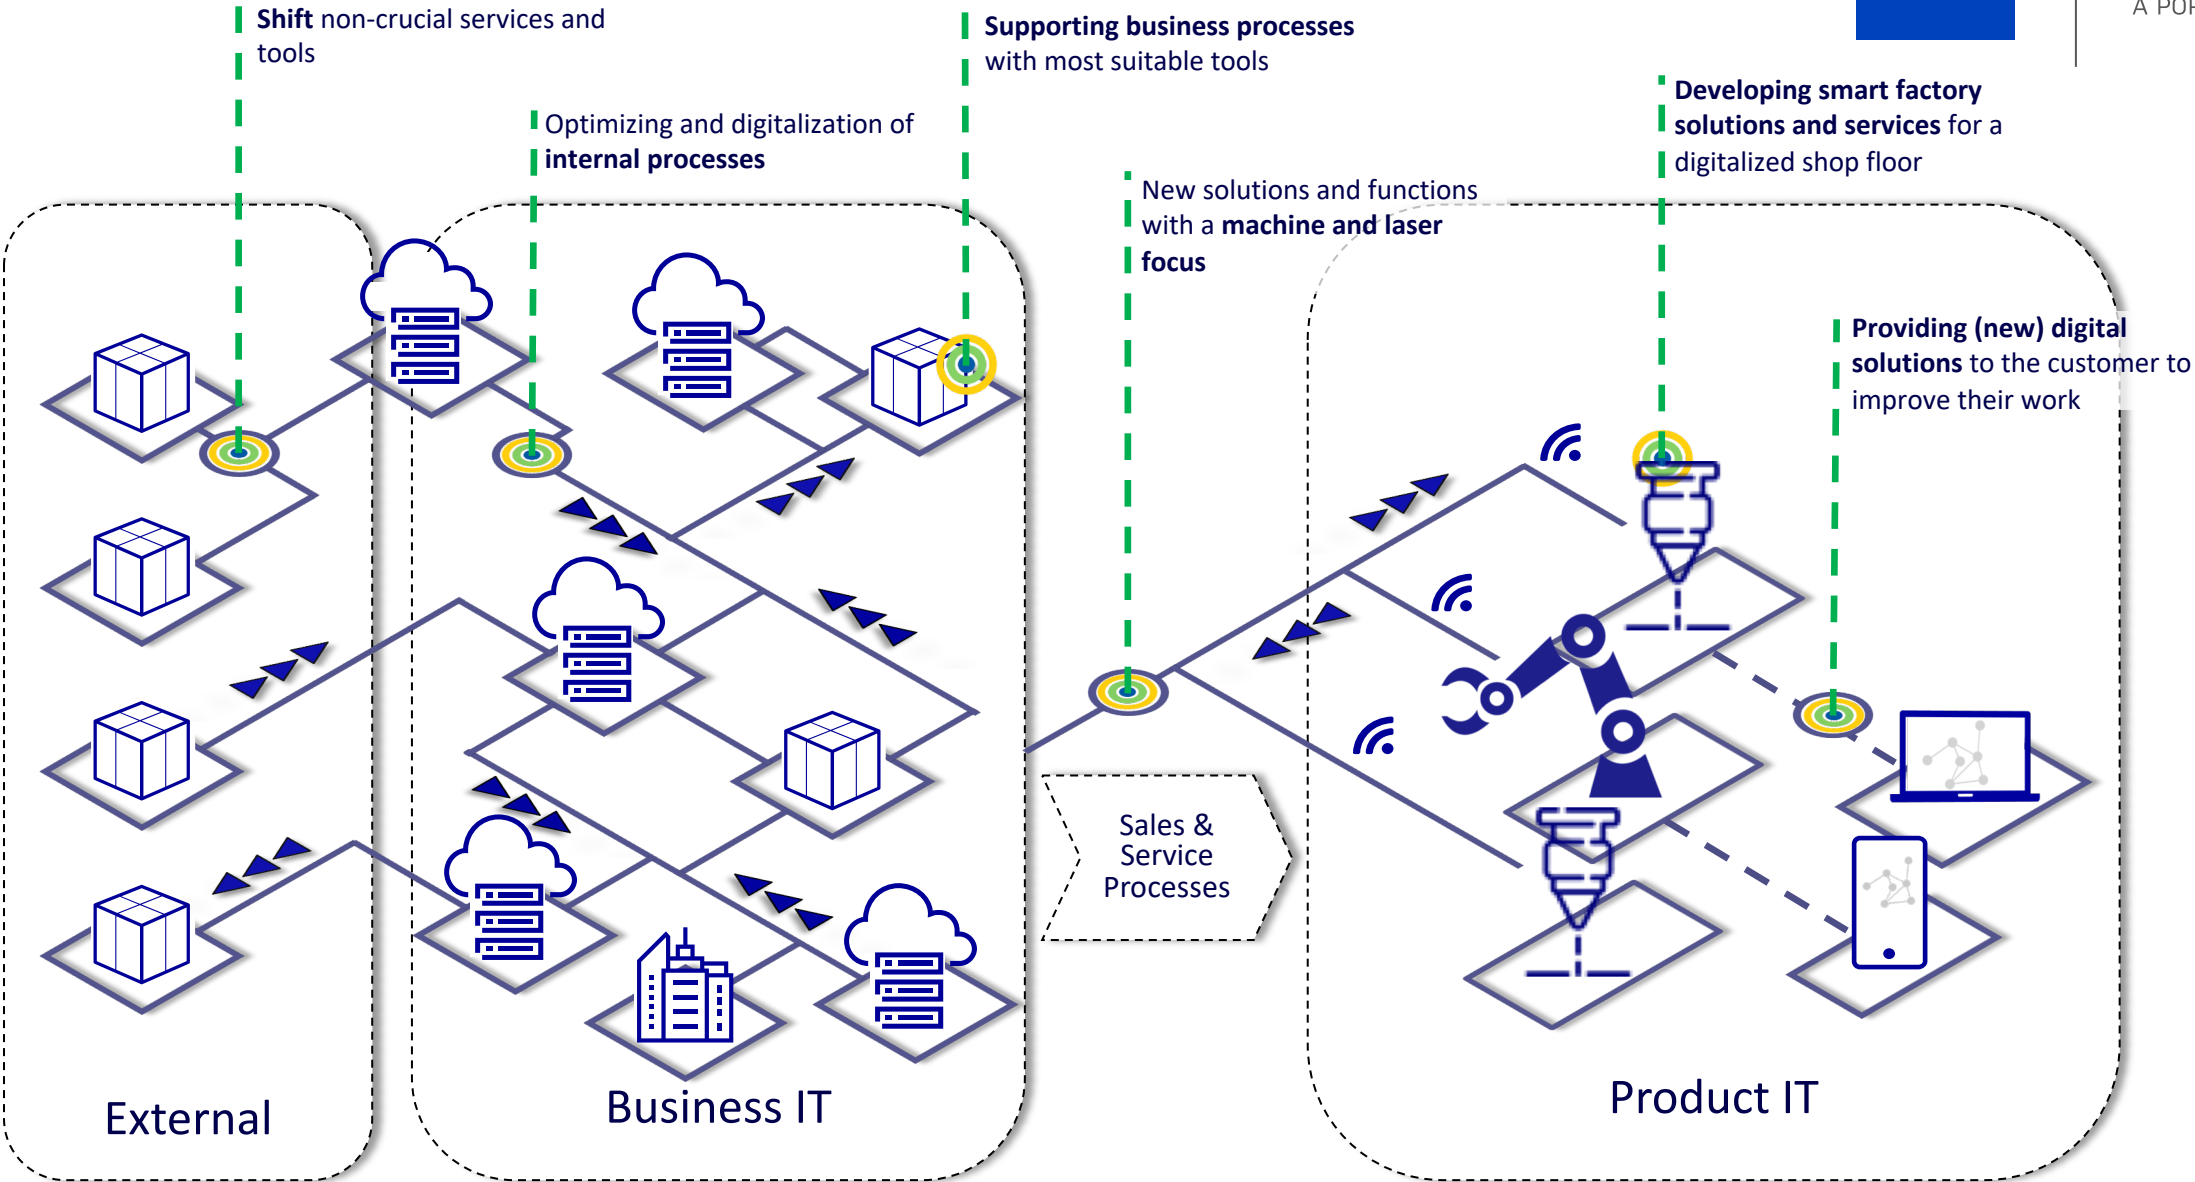 Shift non-crucial services and
tools
Supporting business processes
with most suitable tools
Optimizing and digitalization of
internal processes
Developing smart factory
solutions and services for a
digitalized shop floor
New solutions and functions
with a machine and laser
focus
Providing (new) digital
solutions to the customer to
improve their work
Sales &
Service
Processes
External
Business IT
Product IT